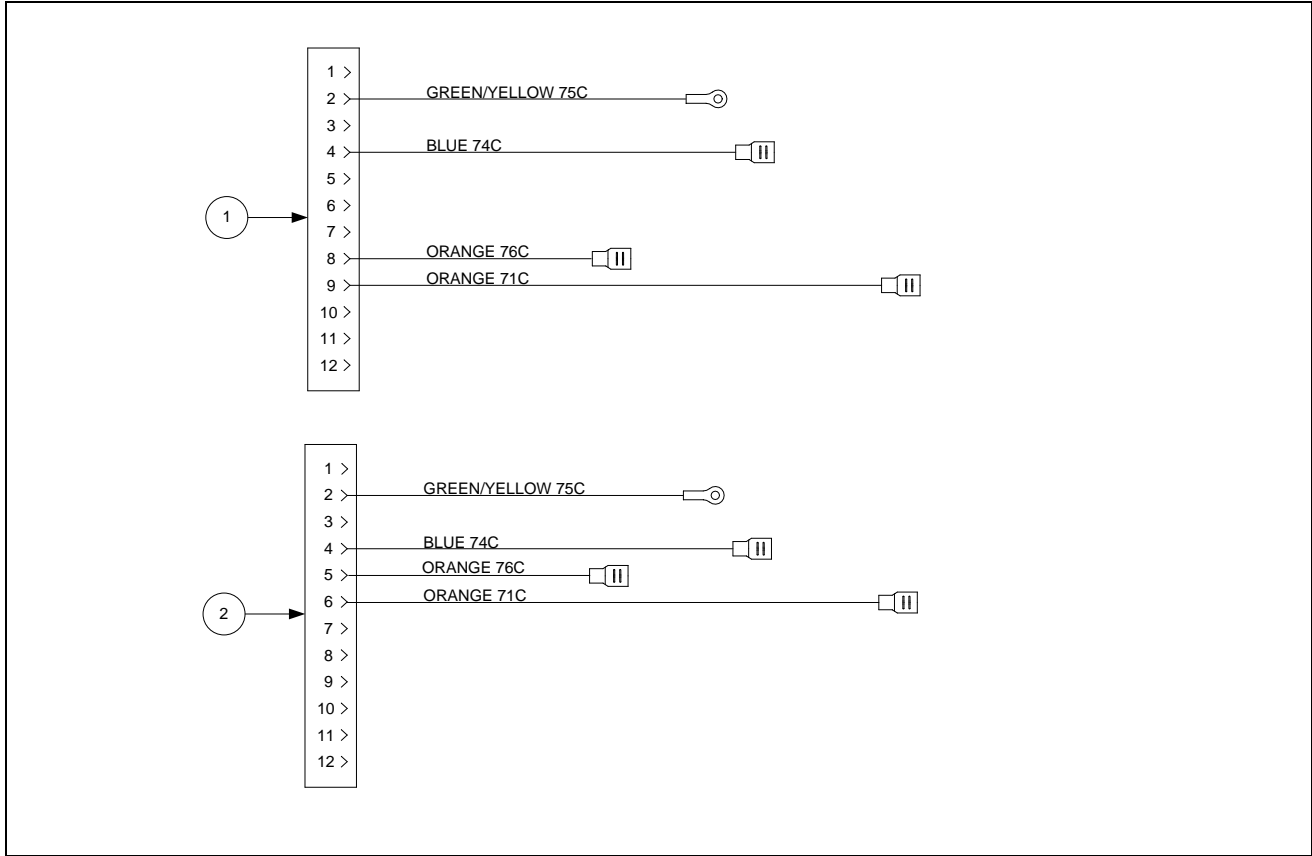 1
2 GREEN/YELLOW 75C
3
4 BLUE 74C
5
6
1
7
8 ORANGE 76C
9 ORANGE 71C
10
11
12
1
2 GREEN/YELLOW 75C
3
4 BLUE 74C
5 ORANGE 76C
6 ORANGE 71C
2
7
8
9
10
11
12